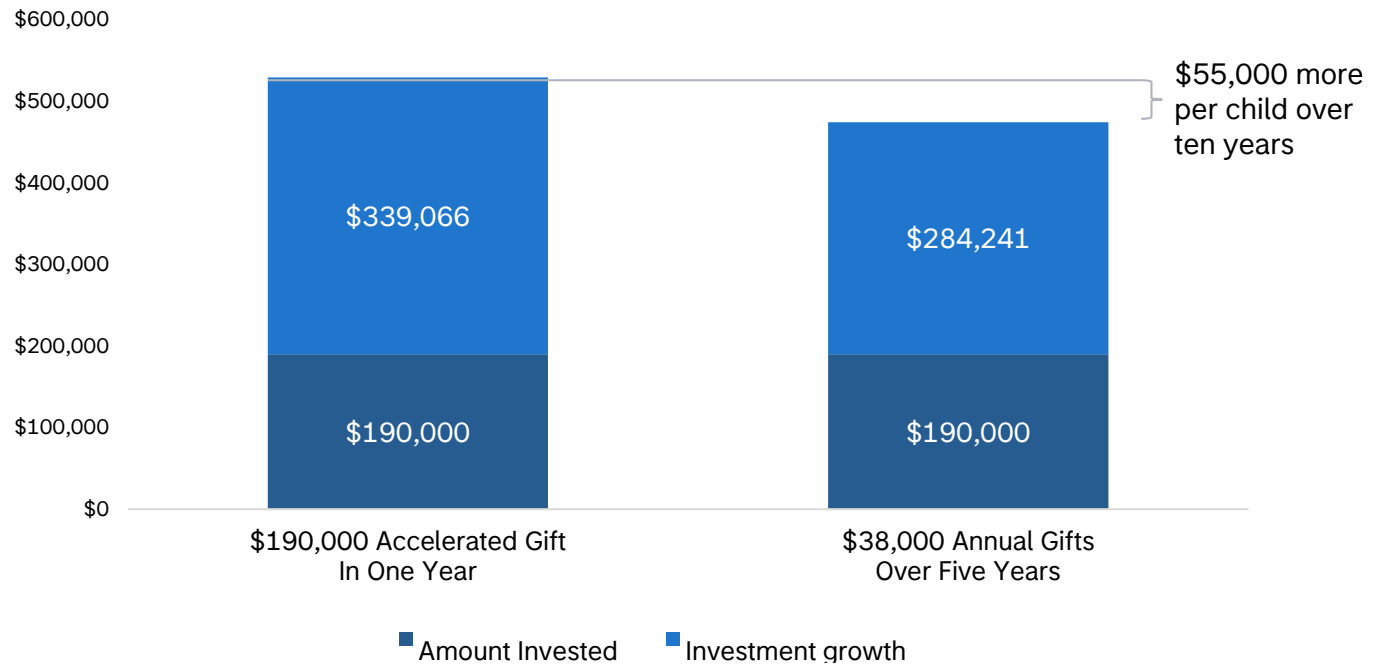 $600,000
$500,000
$400,000
$300,000
$200,000
$100,000
$0
$339,066
$190,000
$284,241
$190,000
$55,000 more
per child over
ten years
$190,000 Accelerated Gift
In One Year
$38,000 Annual Gifts
Over Five Years
Amount Invested
Investment growth